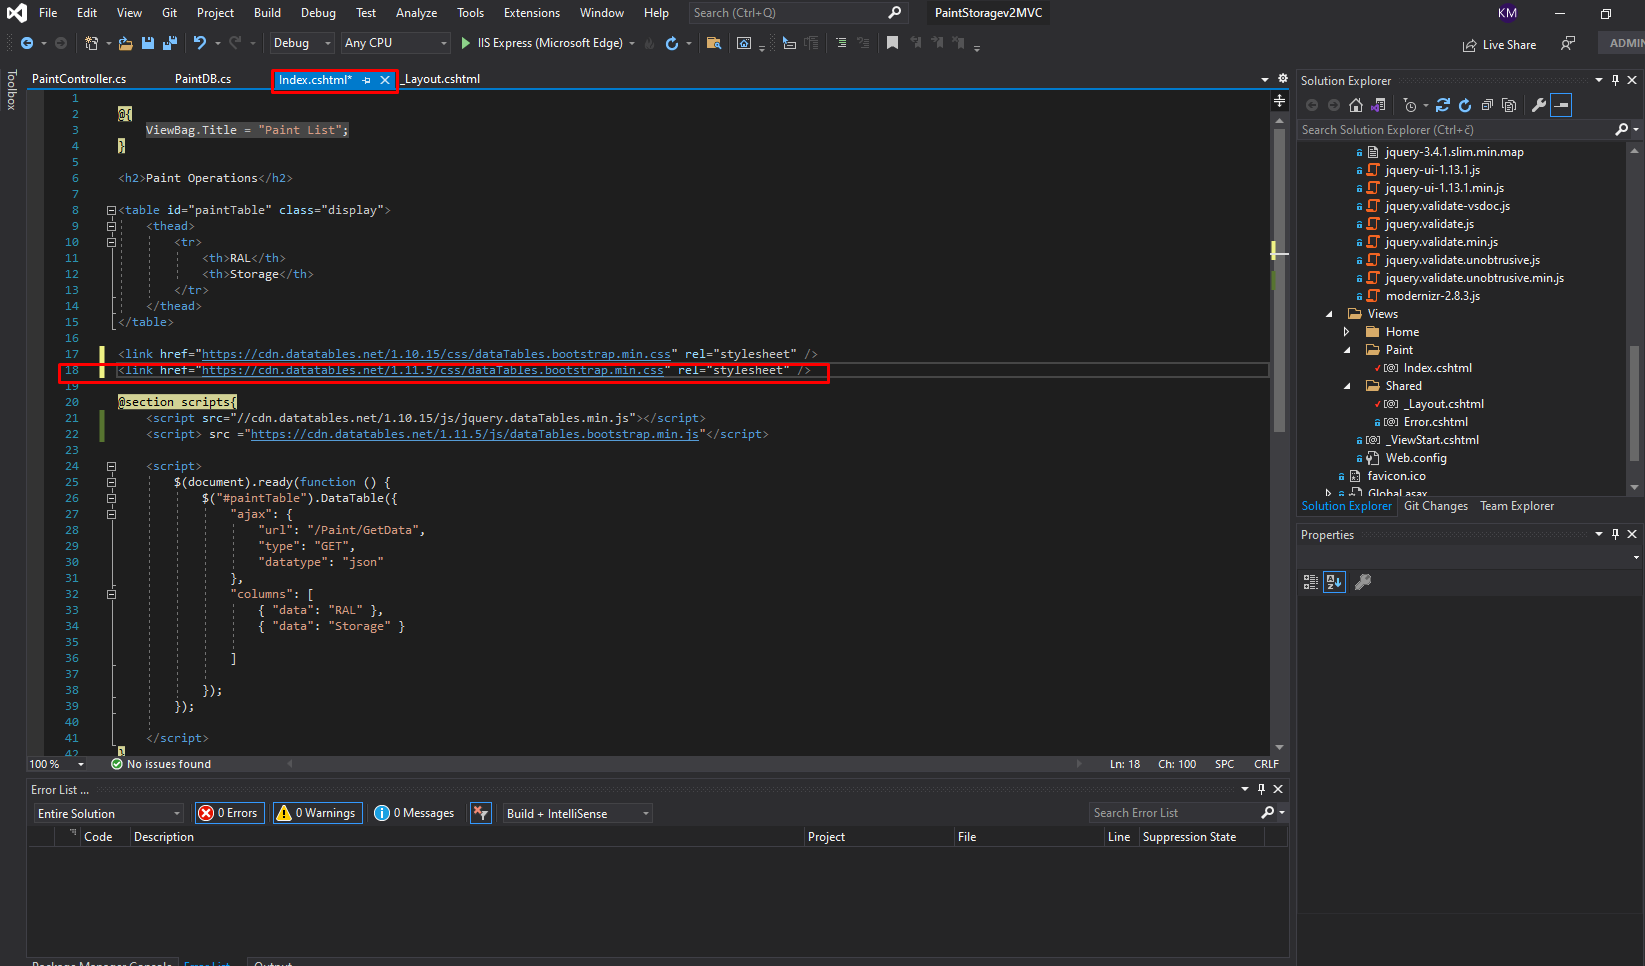 File Edit View Git Project Build Debug Test Analyze Tools Extensions Window Help Search (Ctrl+Q) PaintStoragev2MVC KM
Debug Any CPU IIS Express (Microsoft Edge) Live Share ADMIN
Toolbox
PaintController.cs PaintDB.cs Index.cshtml* _Layout.cshtml
1
2 @{
3 ViewBag.Title = "Paint List";
4 }
5
6 <h2>Paint Operations</h2>
7
8 <table id="paintTable" class="display">
9 <thead>
10 <tr>
11 <th>RAL</th>
12 <th>Storage</th>
13 </tr>
14 </thead>
15 </table>
16
17 <link href="https://cdn.datatables.net/1.10.15/css/dataTables.bootstrap.min.css" rel="stylesheet" />
18 <link href="https://cdn.datatables.net/1.11.5/css/dataTables.bootstrap.min.css" rel="stylesheet" />
19
20 @section scripts{
21 <script src="//cdn.datatables.net/1.10.15/js/jquery.dataTables.min.js"></script>
22 <script> src ="https://cdn.datatables.net/1.11.5/js/dataTables.bootstrap.min.js"</script>
23
24 <script>
25 $(document).ready(function () {
26 $("#paintTable").DataTable({
27 "ajax": {
28 "url": "/Paint/GetData",
29 "type": "GET",
30 "datatype": "json"
31 },
32 "columns": [
33 { "data": "RAL" },
34 { "data": "Storage" }
35
36 ]
37
38 });
39 });
40
41 </script>
42 }
100 % No issues found Ln: 18 Ch: 100 SPC CRLF
Error List ...
Entire Solution 0 Errors 0 Warnings 0 Messages Build + IntelliSense Search Error List
Code Description Project File Line Suppression State
Package Manager Console Error List Output
Solution Explorer
Search Solution Explorer (Ctrl+č)
jquery-3.4.1.slim.min.map
jquery-ui-1.13.1.js
jquery-ui-1.13.1.min.js
jquery.validate-vsdoc.js
jquery.validate.js
jquery.validate.min.js
jquery.validate.unobtrusive.js
jquery.validate.unobtrusive.min.js
modernizr-2.8.3.js
Views
Home
Paint
Index.cshtml
Shared
_Layout.cshtml
Error.cshtml
_ViewStart.cshtml
Web.config
favicon.ico
Global.asax
Solution Explorer Git Changes Team Explorer
Properties